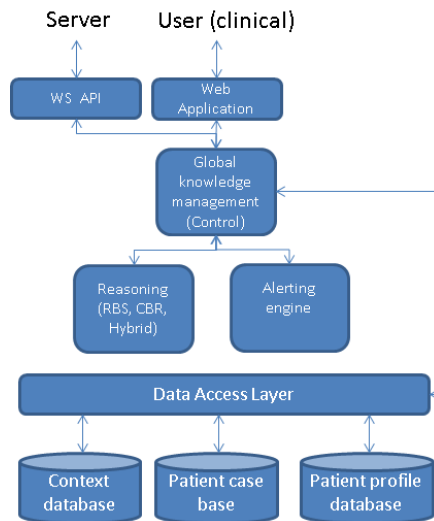 Server
User (clinical)
WS API
Web
Application
Global
knowledge
management
(Control)
Reasoning
(RBS, CBR,
Hybrid)
Alerting
engine
Data Access Layer
Context
database
Patient case
base
Patient profile
database